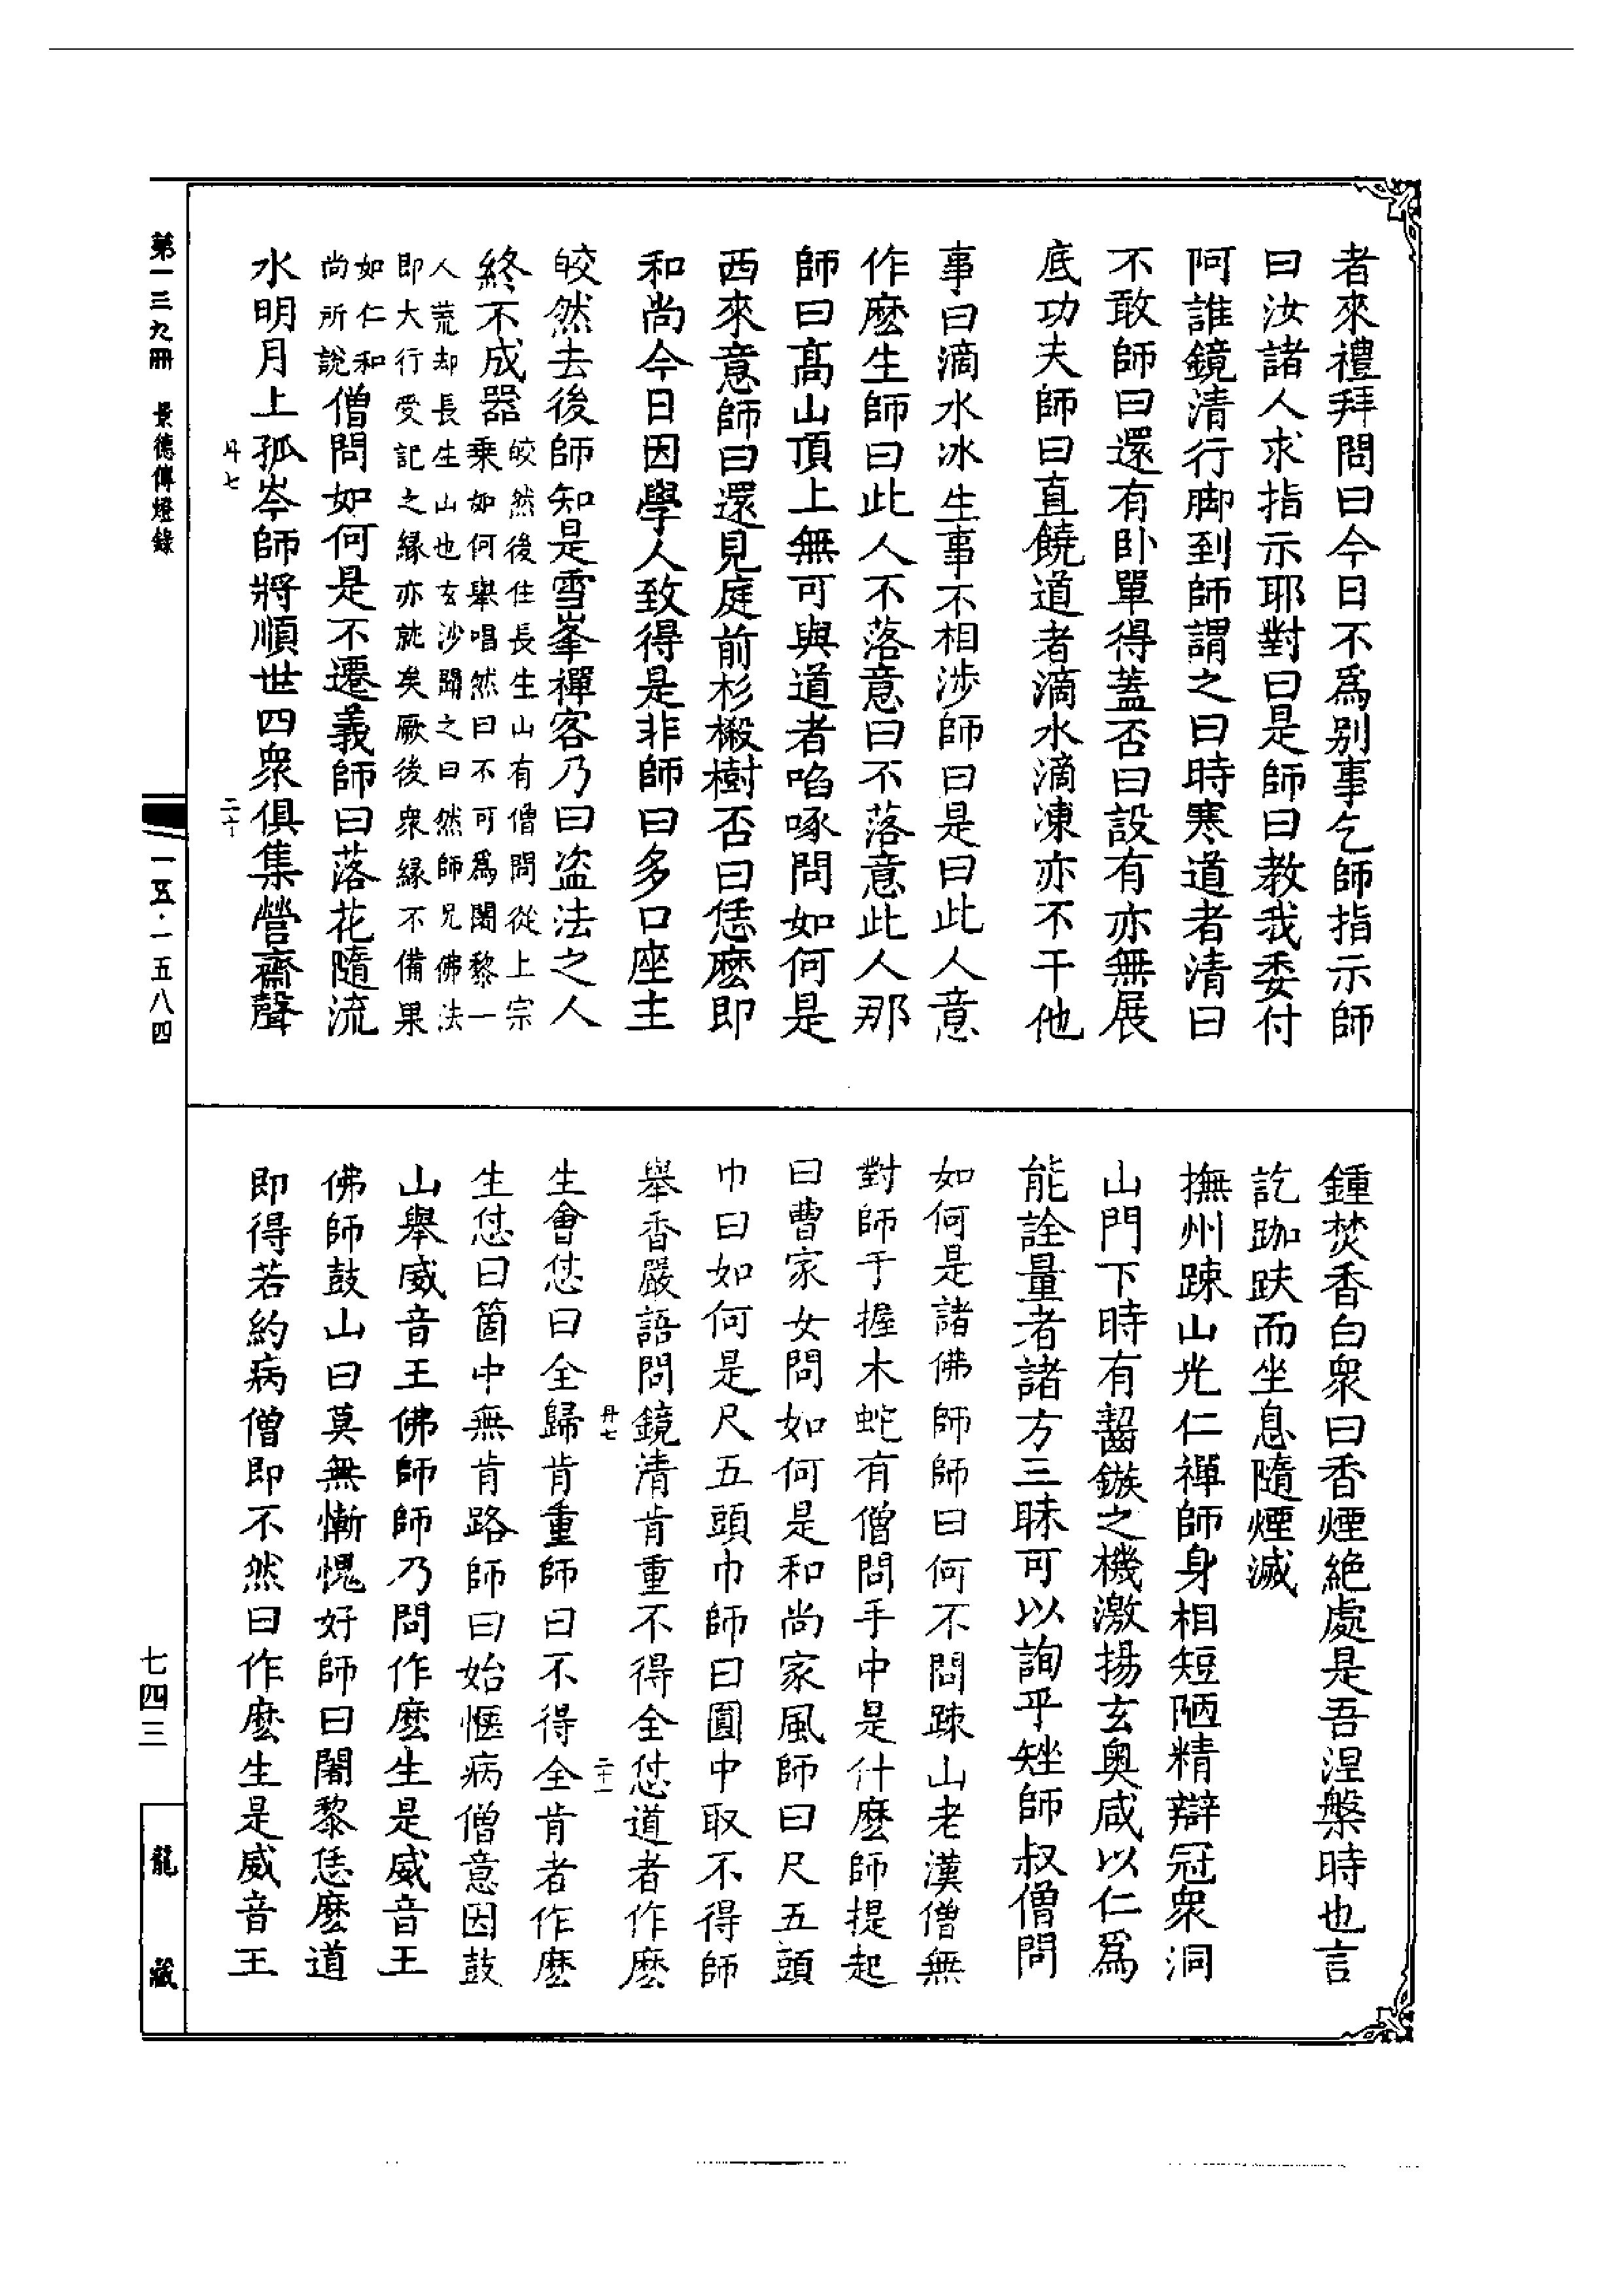 者來禮拜問曰今日不爲别事乞師指示師
曰汝諸人求指示耶對曰是師曰教我委付
阿誰鏡清行脚到師謂之曰時寒道者清曰
不敢師曰還有卧單得蓋否曰設有亦無展
底功夫師曰直饒道者滴水滴凍亦不干他
事曰滴水冰生事不相涉師曰是曰此人意
作麽生師曰此人不落意曰不落意此人那
師曰髙山頂上無可與道者啗啄問如何是
西來意師曰還見庭前杉樧樹否曰恁麽即
和尚今日因學人致得是非師曰多口座主
皎然去後師知是雪峯禪客乃曰盜法之人
終不成器
皎然後住長生山有僧問從上宗
乗如何舉唱然曰不可爲闍黎一
人荒却長生山也玄沙聞之曰然師兄佛法
即大行受記之縁亦就矣厥後衆緣不備果
如仁和
尚所說
僧問如何是不遷義師曰落花隨流
水明月上孤岑師將順世四衆俱集營齋聲
鍾焚香白衆曰香煙絶處是吾涅槃時也言
訖跏趺而坐息隨煙滅
撫州踈山光仁禪師身相短陋精辯冠衆洞
山門下時有齧鏃之機激揚玄奥咸以仁爲
能詮量者諸方三昧可以詢乎矬師叔僧問
如何是諸佛師師曰何不問踈山老漢僧無
對師手握木蛇有僧問手中是什麽師提起
曰曹家女問如何是和尚家風師曰尺五頭
巾曰如何是尺五頭巾師曰圓中取不得師
舉香嚴語問鏡清肯重不得全怤道者作麽
生會怤曰全歸肯重師曰不得全肯者作麽
生怤曰箇中無肯路師曰始愜病僧意因鼓
山舉威音王佛師師乃問作麽生是威音王
佛師鼓山曰莫無慚愧好師曰闍黎恁麽道
即得若約病僧即不然曰作麽生是威音王
第一三九冊　景德傳燈錄
一五·一五八四
七四三
龍藏
丹七
二十
丹七
二十一